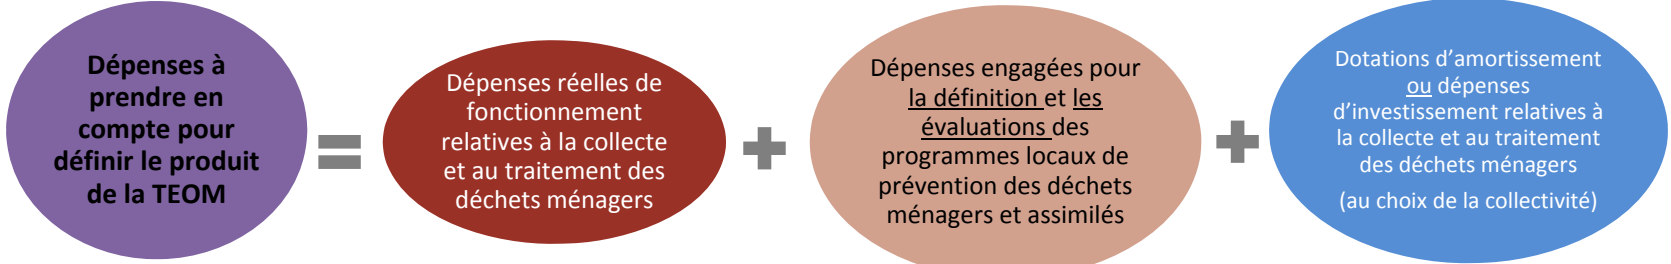 Dépenses à
prendre en
compte pour
définir le produit
de la TEOM
=
Dépenses réelles de
fonctionnement
relatives à la collecte
et au traitement des
déchets ménagers
+
Dépenses engagées pour
la définition et les
évaluations des
programmes locaux de
prévention des déchets
ménagers et assimilés
+
Dotations d’amortissement
ou dépenses
d’investissement relatives à
la collecte et au traitement
des déchets ménagers
(au choix de la collectivité)